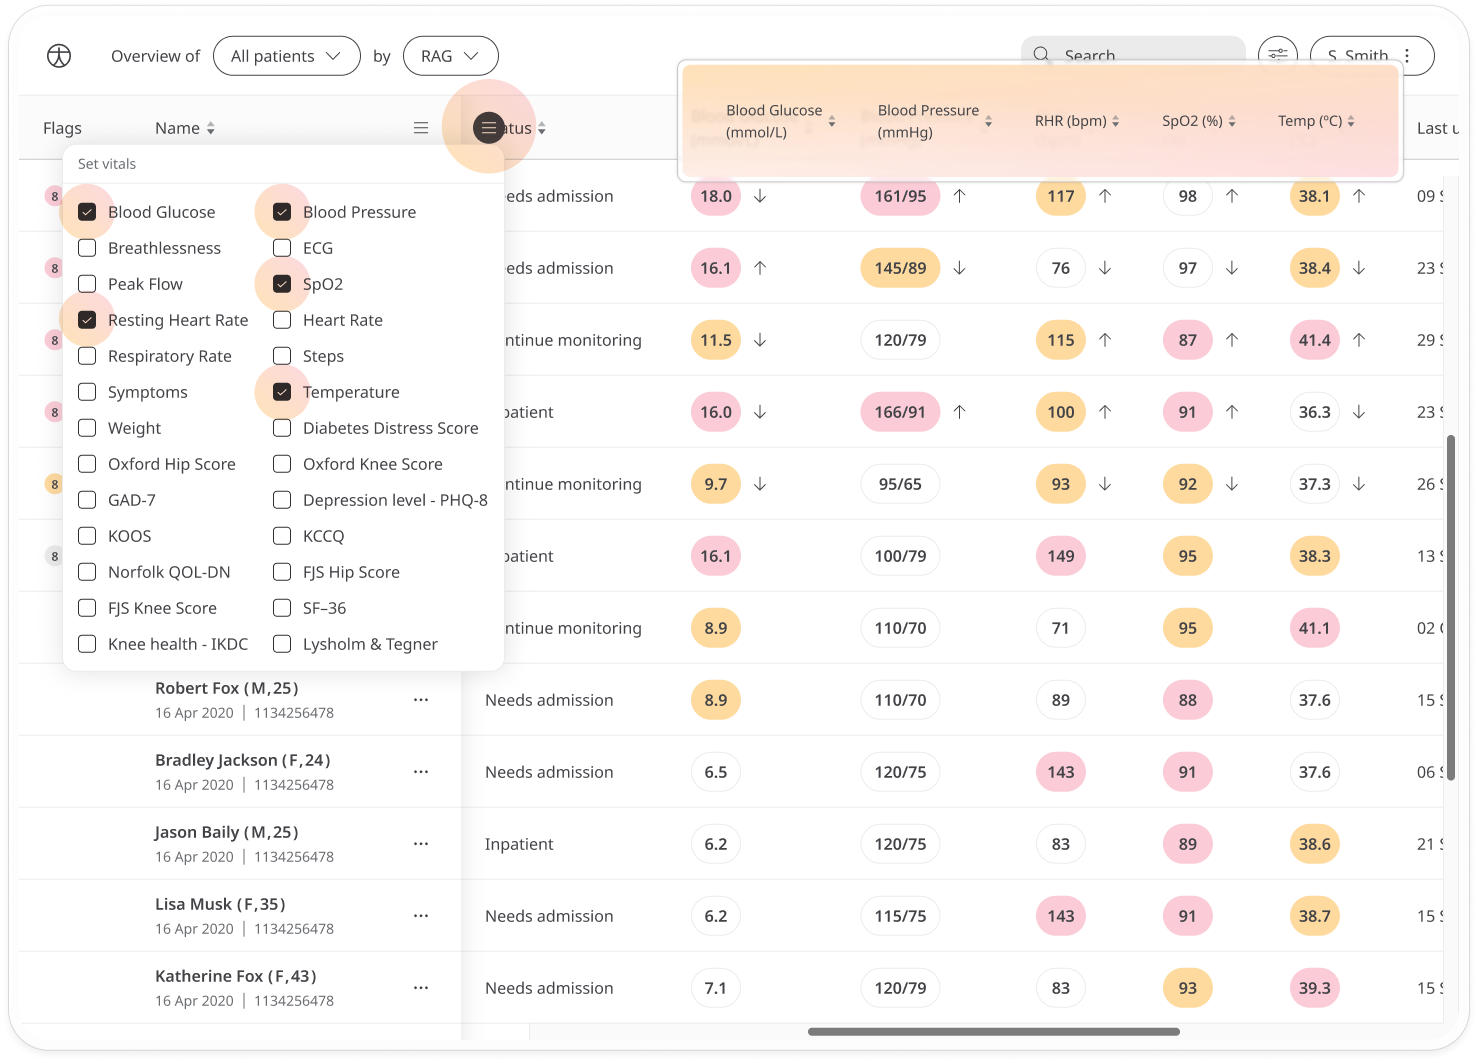 Overview of All patients by RAG Search S. Smith
Flags Name atus Blood Glucose (mmol/L) Blood Pressure (mmHg) RHR (bpm) SpO2 (%) Temp (ºC) Last u
Set vitals
Blood Glucose Blood Pressure
Breathlessness ECG
Peak Flow SpO2
Resting Heart Rate Heart Rate
Respiratory Rate Steps
Symptoms Temperature
Weight Diabetes Distress Score
Oxford Hip Score Oxford Knee Score
GAD-7 Depression level - PHQ-8
KOOS KCCQ
Norfolk QOL-DN FJS Hip Score
FJS Knee Score SF–36
Knee health - IKDC Lysholm & Tegner
8 eds admission 18.0 161/95 117 98 38.1 09 S
8 eds admission 16.1 145/89 76 97 38.4 23 S
8 ntinue monitoring 11.5 120/79 115 87 41.4 29 S
8 patient 16.0 166/91 100 91 36.3 23 S
8 ntinue monitoring 9.7 95/65 93 92 37.3 26 S
8 patient 16.1 100/79 149 95 38.3 13 S
ntinue monitoring 8.9 110/70 71 95 41.1 02
Robert Fox (M,25)
16 Apr 2020 | 1134256478
Needs admission 8.9 110/70 89 88 37.6 15 S
Bradley Jackson (F,24)
16 Apr 2020 | 1134256478
Needs admission 6.5 120/75 143 91 37.6 06 S
Jason Baily (M,25)
16 Apr 2020 | 1134256478
Inpatient 6.2 120/75 83 89 38.6 21 S
Lisa Musk (F,35)
16 Apr 2020 | 1134256478
Needs admission 6.2 115/75 143 91 38.7 15 S
Katherine Fox (F,43)
16 Apr 2020 | 1134256478
Needs admission 7.1 120/79 83 93 39.3 15 S